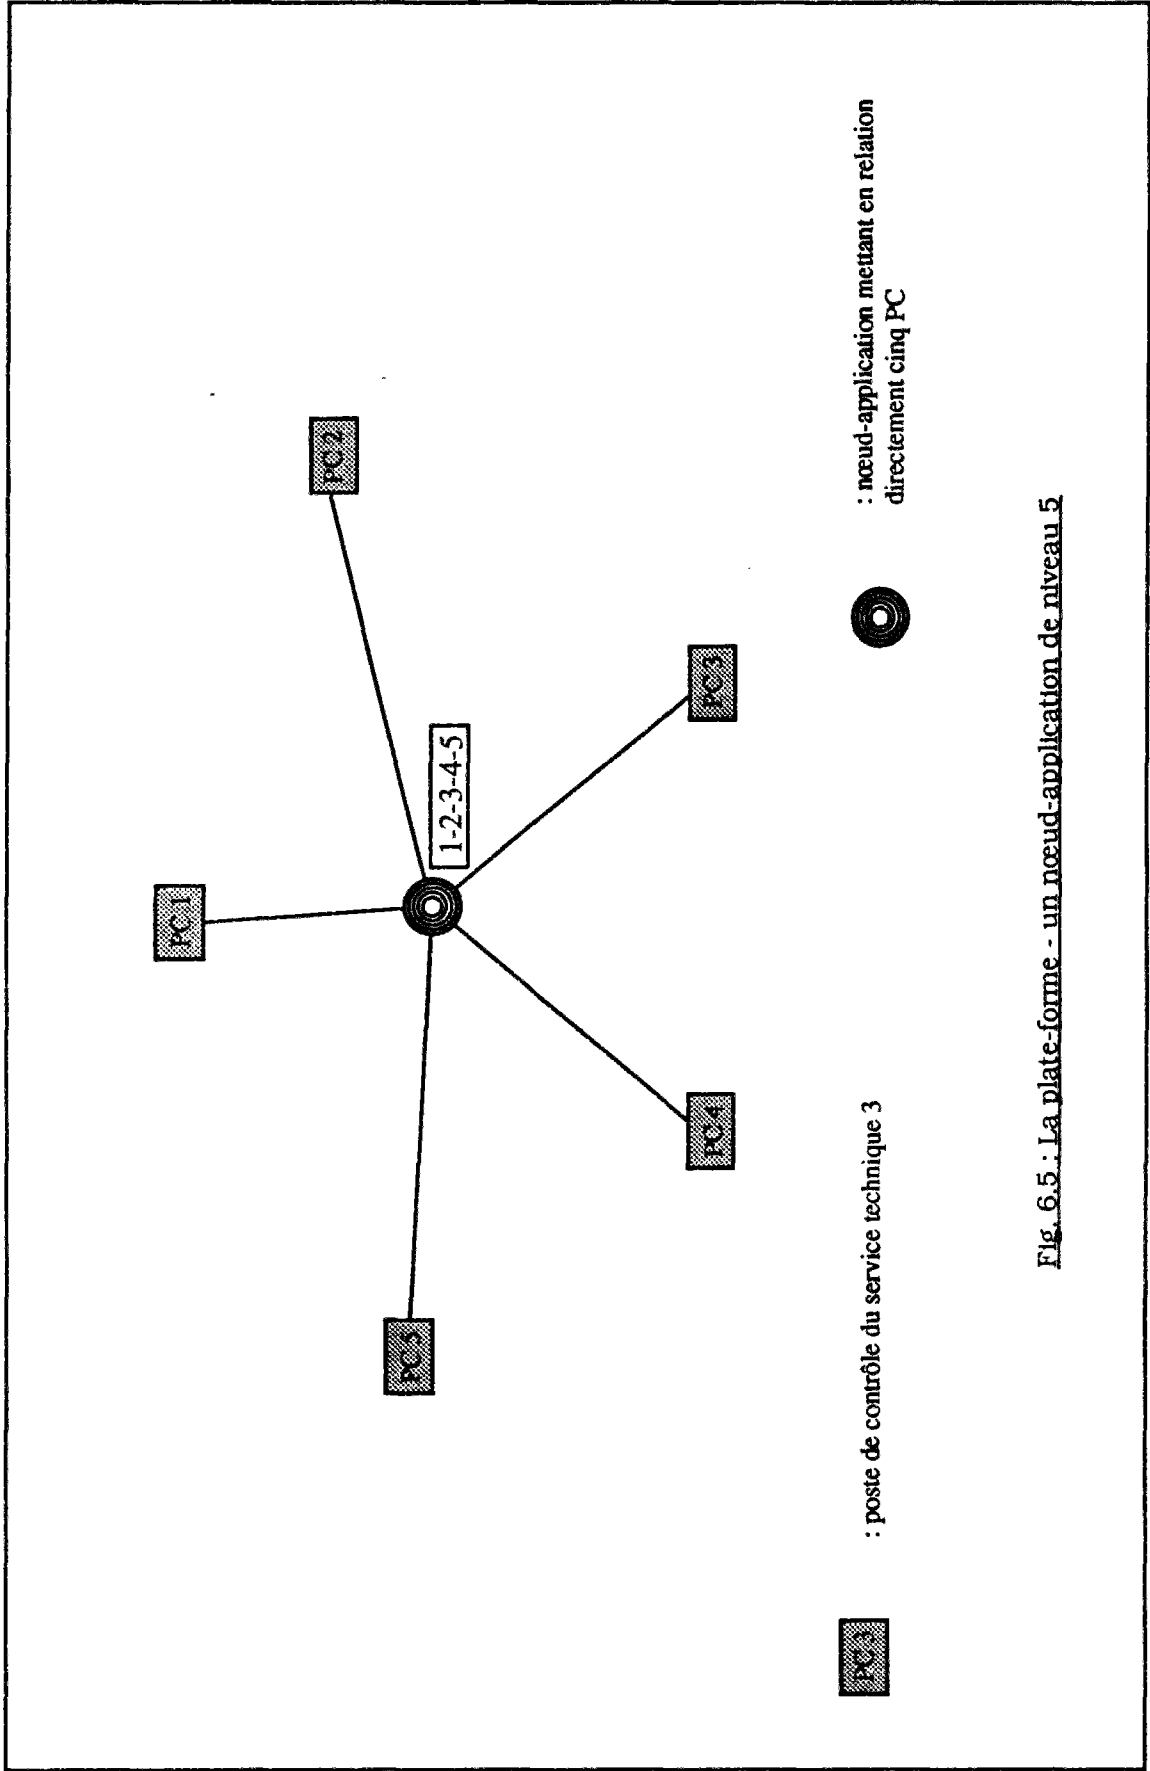 PC 1
PC 2
PC 5
1-2-3-4-5
PC 4
PC 3
PC 3
: poste de contrôle du service technique 3
: nœud-application mettant en relation
directement cinq PC
Fig. 6.5 : La plate-forme - un nœud-application de niveau 5